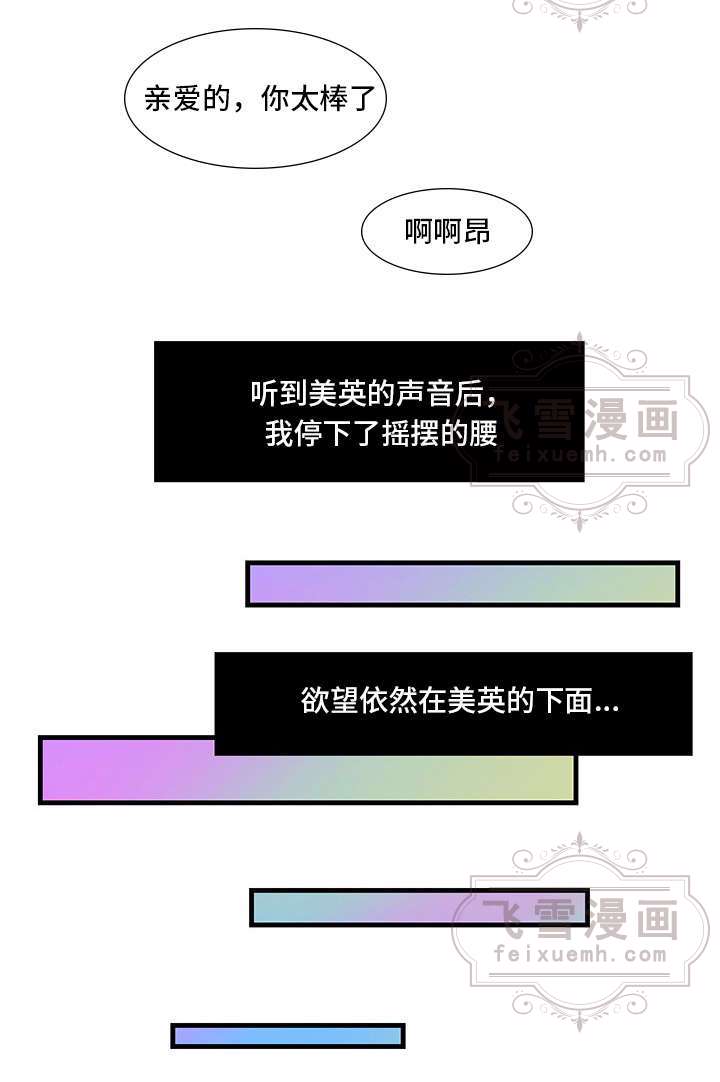 亲爱的，你太棒了
啊啊昂
听到美英的声音后，
我停下了摇摆的腰
飞雪漫画
feixuemh.com
欲望依然在美英的下面...
飞雪漫画
feixuemh.com